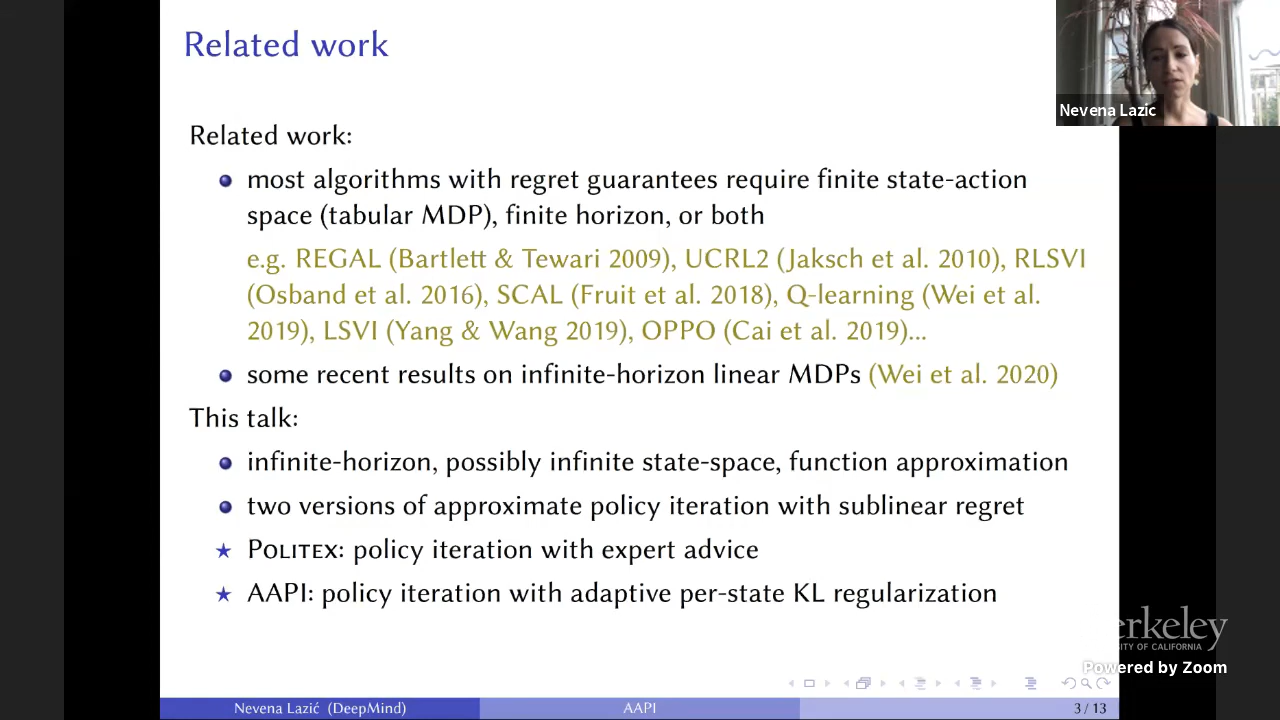 Related work
Nevena Lazic
Related work:
most algorithms with regret guarantees require finite state-action
space (tabular MDP), finite horizon, or both
e.g. REGAL (Bartlett & Tewari 2009), UCRL2 (Jaksch et al. 2010), RLSVI
(Osband et al. 2016), SCAL (Fruit et al. 2018), Q-learning (Wei et al.
2019), LSVI (Yang & Wang 2019), OPPO (Cai et al. 2019)...
some recent results on infinite-horizon linear MDPs (Wei et al. 2020)
This talk:
infinite-horizon, possibly infinite state-space, function approximation
two versions of approximate policy iteration with sublinear regret
★ POLITEX: policy iteration with expert advice
★ AAPI: policy iteration with adaptive per-state KL regularization
erkeley
SITY OF CALIFORNIA
Powered by Zoom
Nevena Lazić (DeepMind)
AAPI
3 / 13